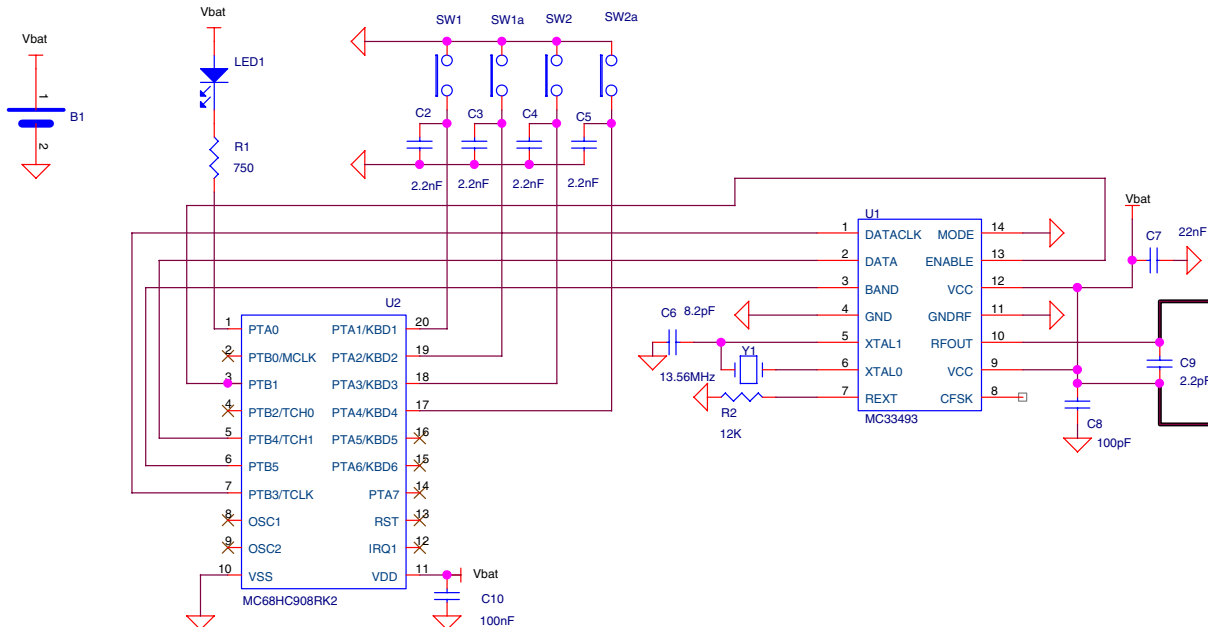 Vbat
1
B1
2
Vbat
LED1
R1
750
SW1
SW1a
SW2
SW2a
C2
C3
C4
C5
2.2nF
2.2nF
2.2nF
2.2nF
U2
1 PTA0 PTA1/KBD1 20
2 PTB0/MCLK PTA2/KBD2 19
3 PTB1 PTA3/KBD3 18
4 PTB2/TCH0 PTA4/KBD4 17
5 PTB4/TCH1 PTA5/KBD5 16
6 PTB5 PTA6/KBD6 15
7 PTB3/TCLK PTA7 14
8 OSC1 RST 13
9 OSC2 IRQ1 12
10 VSS VDD 11
MC68HC908RK2
Vbat
C10
100nF
U1
1 DATACLK MODE 14
2 DATA ENABLE 13
3 BAND VCC 12
4 GND GNDRF 11
5 XTAL1 RFOUT 10
6 XTAL0 VCC 9
7 REXT CFSK 8
MC33493
C6 8.2pF
Y1
13.56MHz
R2
12K
Vbat
C7
22nF
C9
2.2pF
C8
100pF